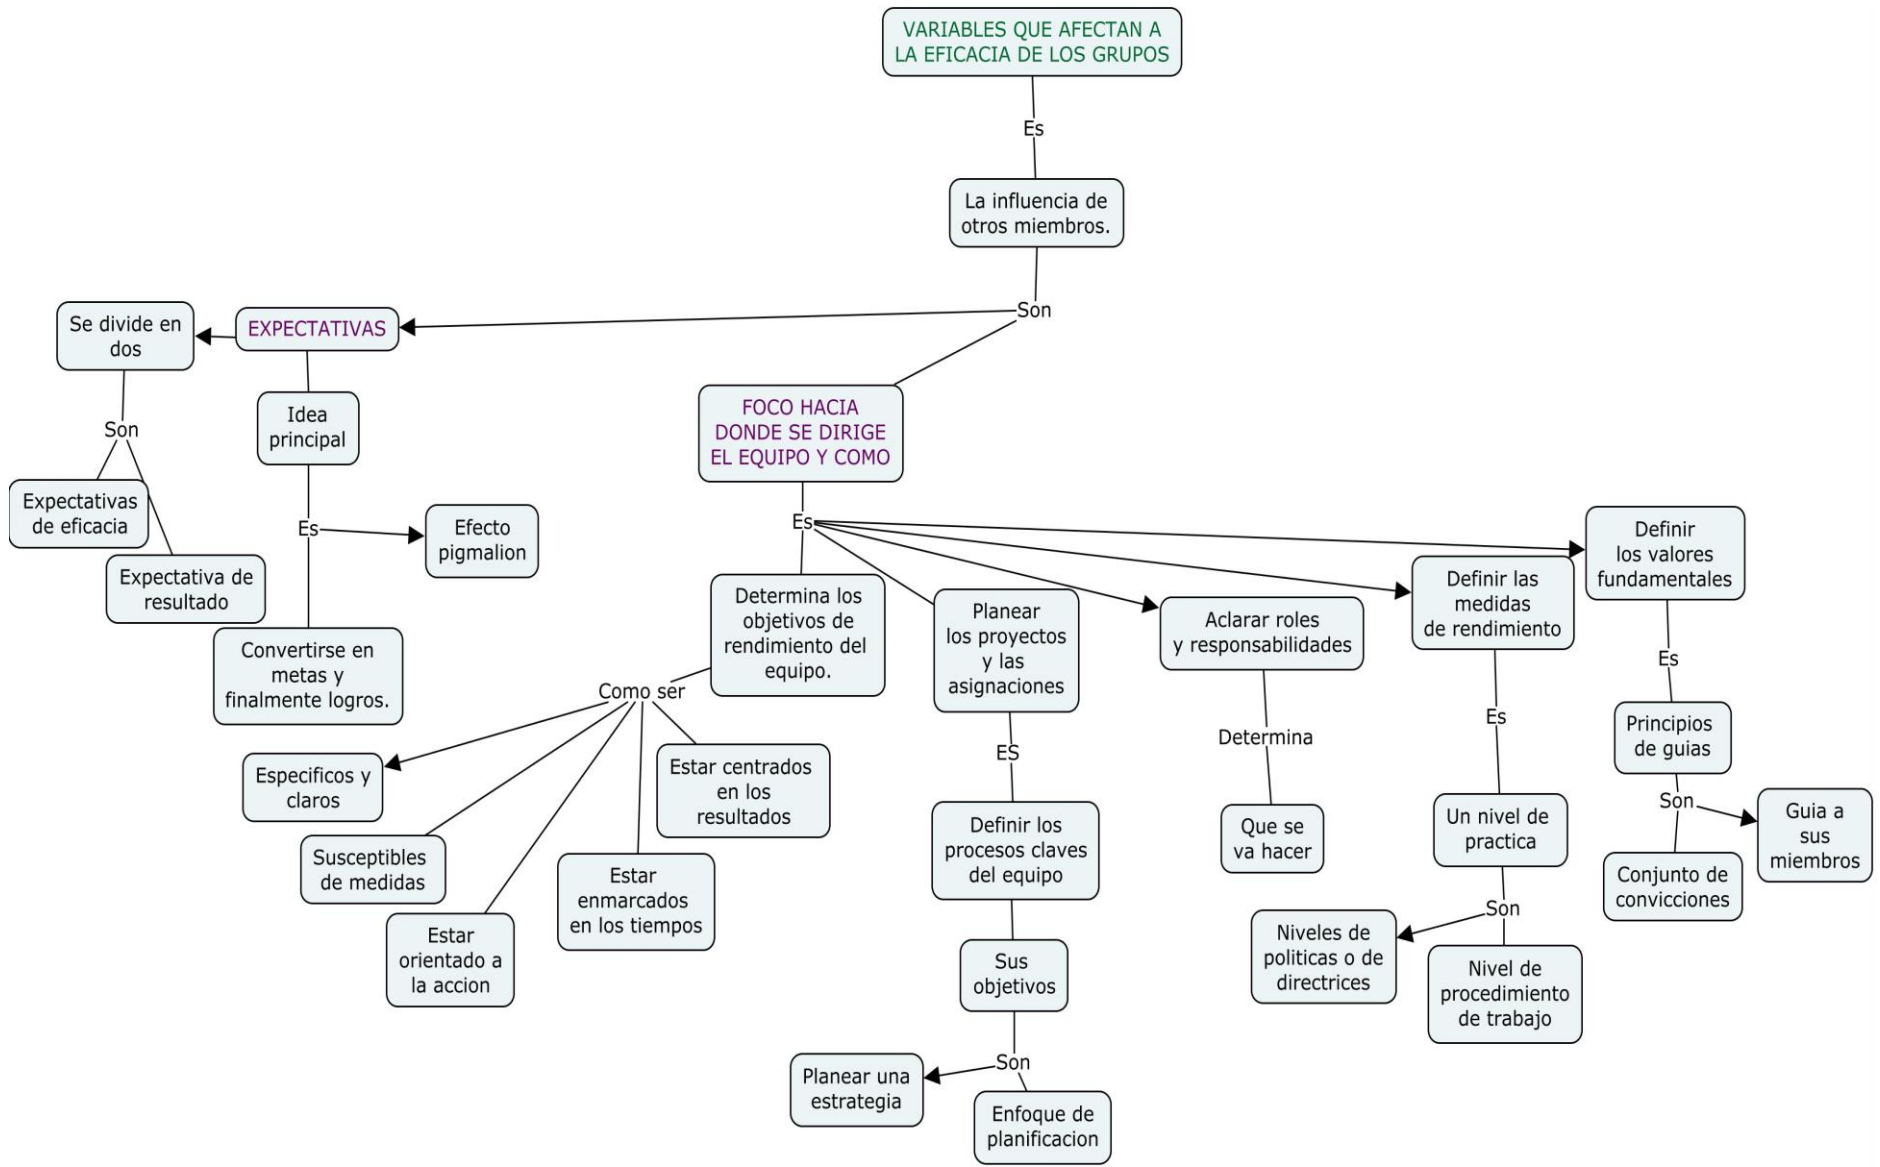 VARIABLES QUE AFECTAN A
LA EFICACIA DE LOS GRUPOS
Es
La influencia de
otros miembros.
Son
EXPECTATIVAS
Se divide en
dos
Son
Expectativas
de eficacia
Expectativa de
resultado
Idea
principal
Es
Efecto
pigmalion
Convertirse en
metas y
finalmente logros.
FOCO HACIA
DONDE SE DIRIGE
EL EQUIPO Y COMO
Es
Determina los
objetivos de
rendimiento del
equipo.
Como ser
Especificos y
claros
Susceptibles
de medidas
Estar
orientado a
la accion
Estar
enmarcados
en los tiempos
Estar centrados
en los
resultados
Planear
los proyectos
y las
asignaciones
ES
Definir los
procesos claves
del equipo
Sus
objetivos
Son
Planear una
estrategia
Enfoque de
planificacion
Aclarar roles
y responsabilidades
Determina
Que se
va hacer
Definir las
medidas
de rendimiento
Es
Un nivel de
practica
Son
Niveles de
politicas o de
directrices
Nivel de
procedimiento
de trabajo
Definir
los valores
fundamentales
Es
Principios
de guias
Son
Conjunto de
convicciones
Guia a
sus
miembros